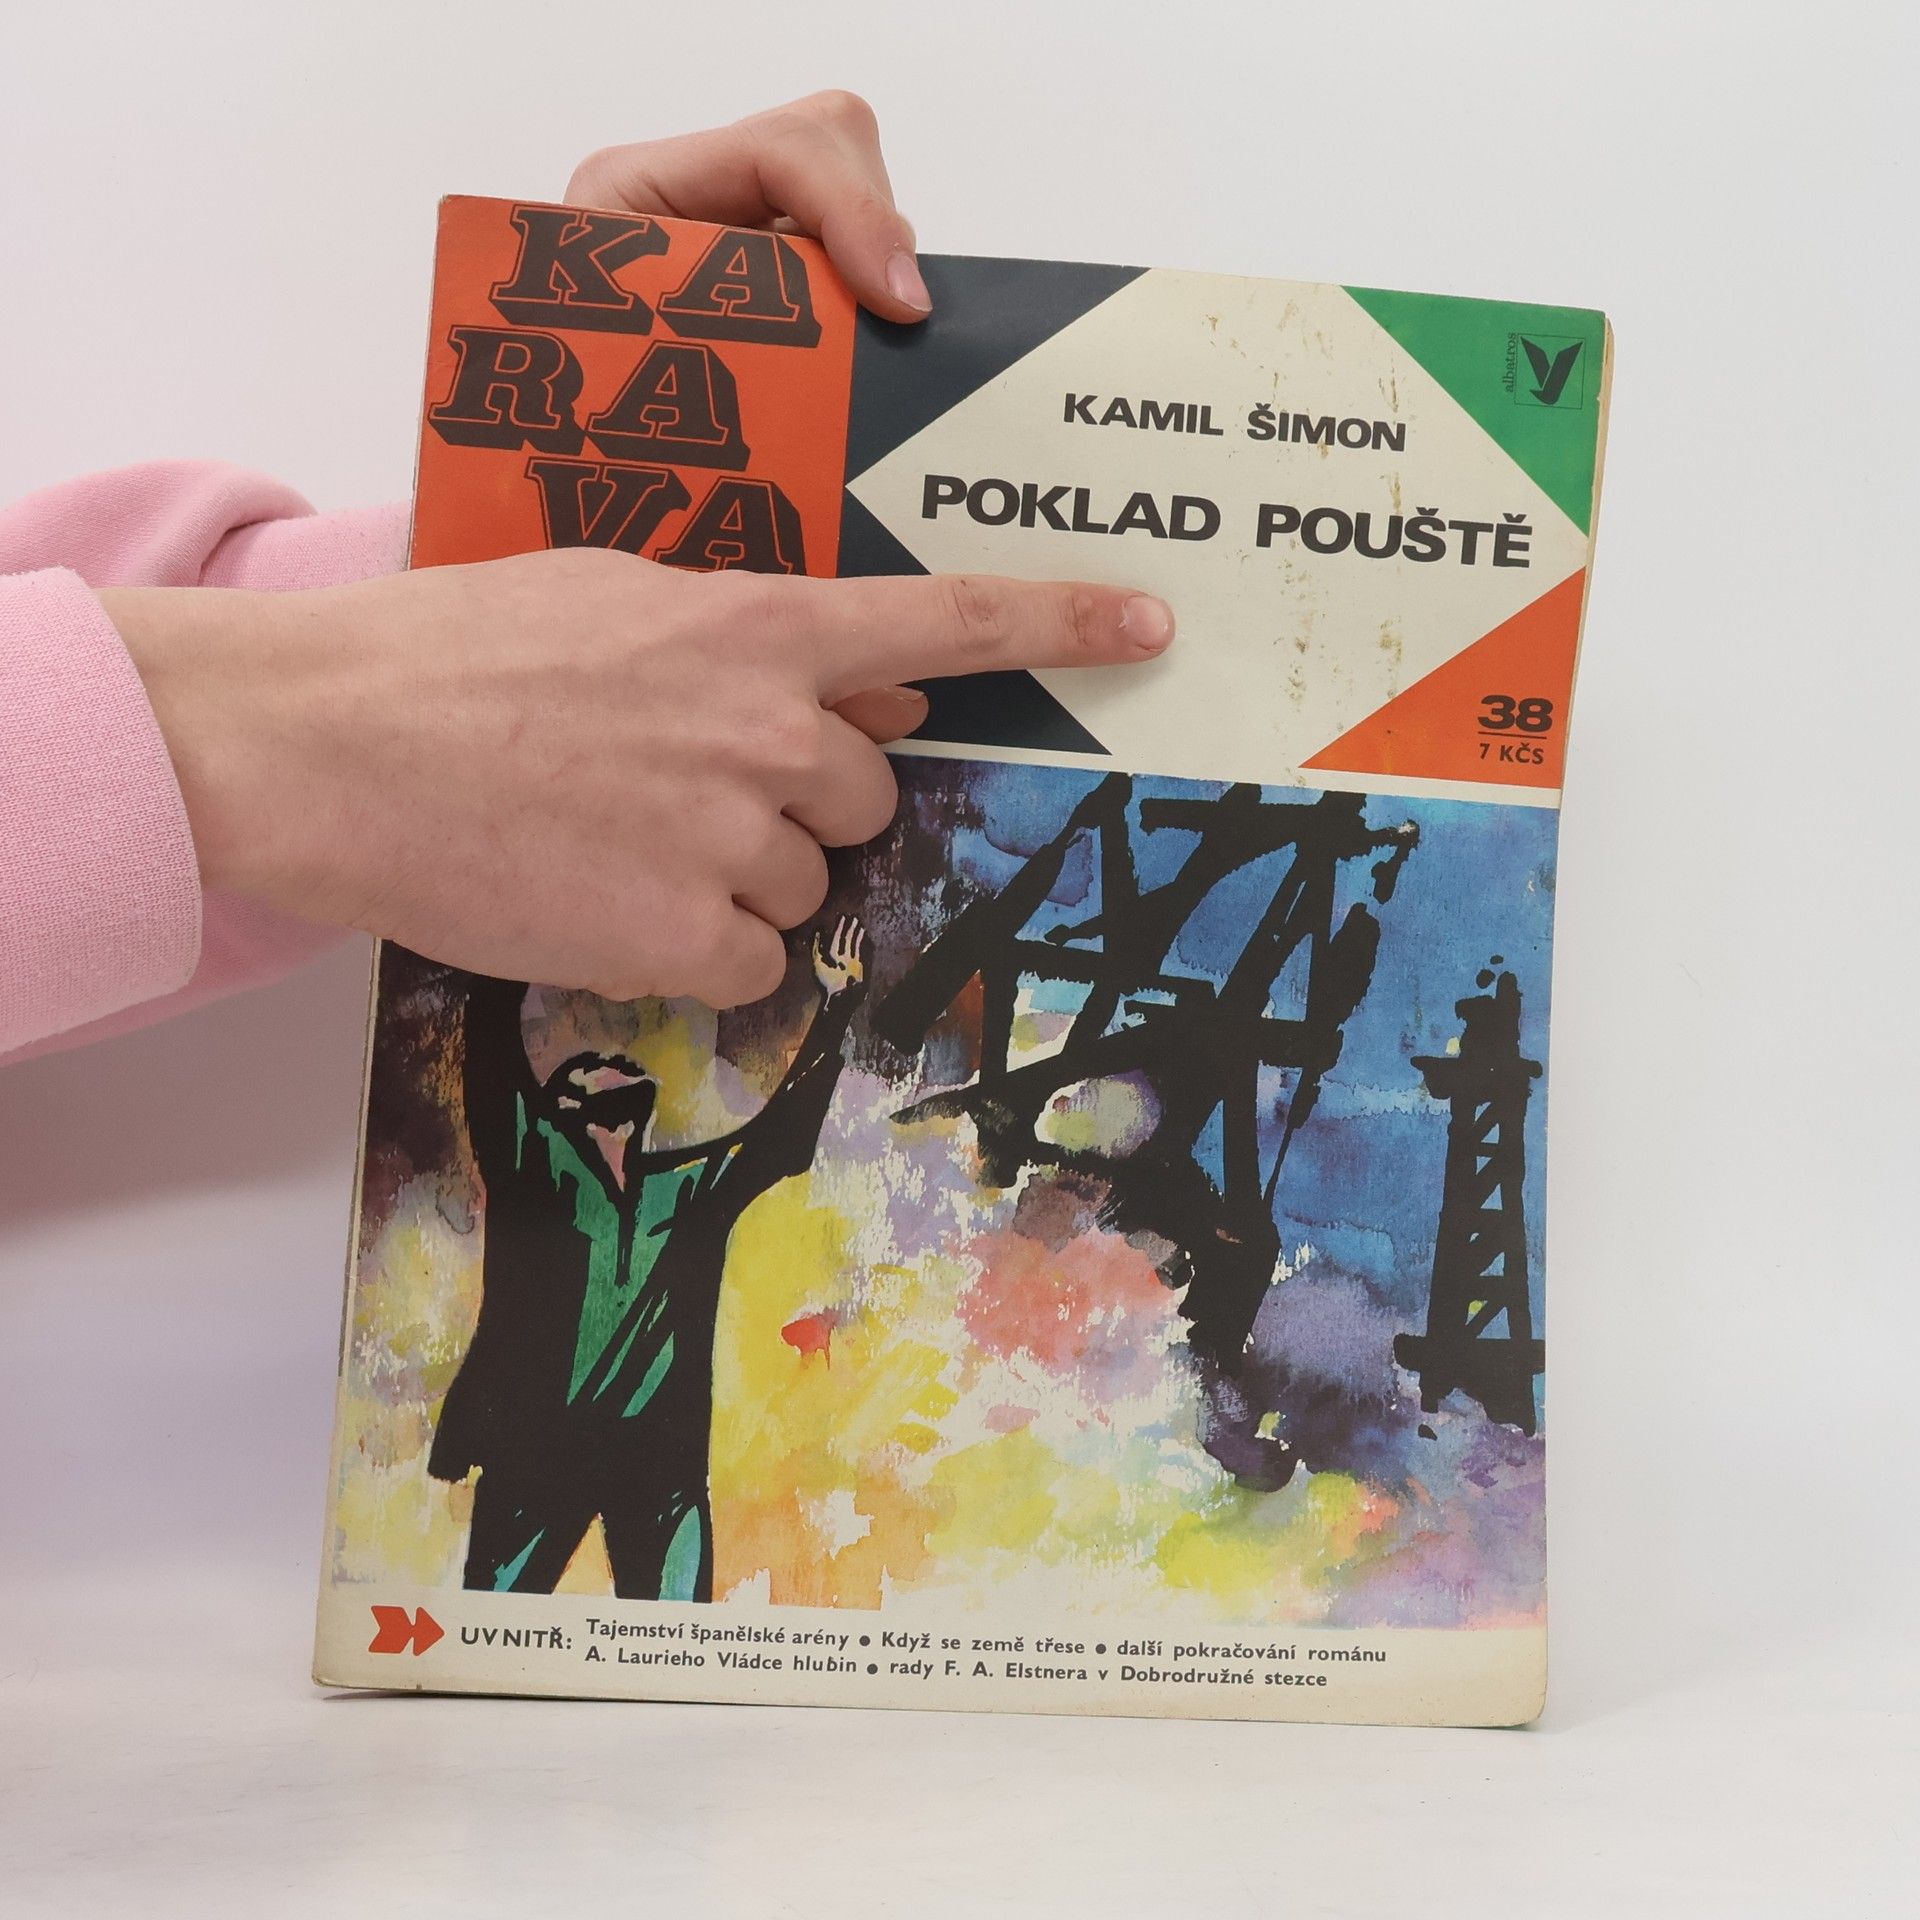 KA
RA
VA
albatros
KAMIL ŠIMON
POKLAD POUŠTĚ
38
7 KČS
UVNITŘ: Tajemství španělské arény ● Když se země třese ● další pokračování románu
A. Laurieho Vládce hlubin ● rady F. A. Elstnera v Dobrodružné stezce